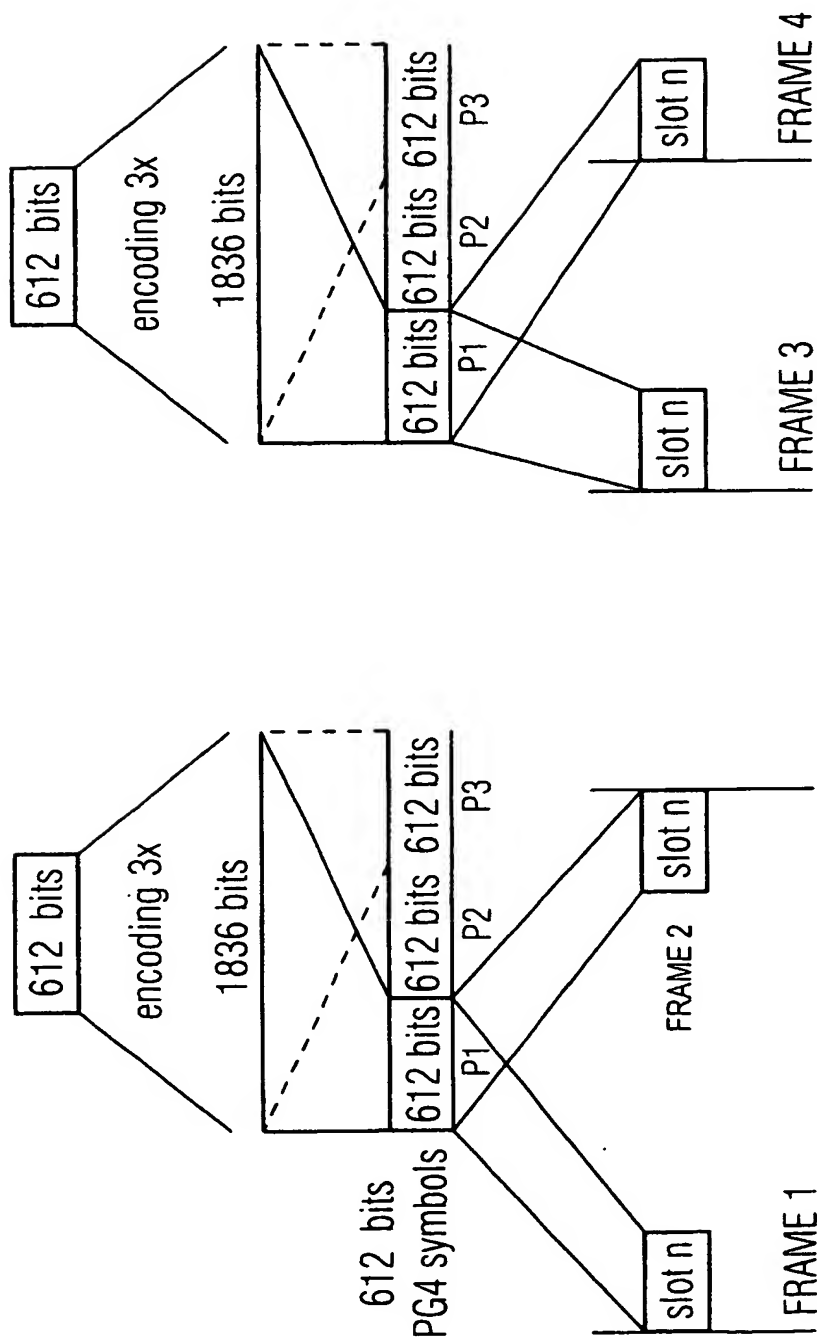 612 bits
encoding 3x
1836 bits
612 bits 612 bits 612 bits
P1 P2 P3
612 bits
PG4 symbols
slot n
slot n
FRAME 1
FRAME 2
612 bits
encoding 3x
1836 bits
612 bits 612 bits 612 bits
P1 P2 P3
slot n
slot n
FRAME 3
FRAME 4